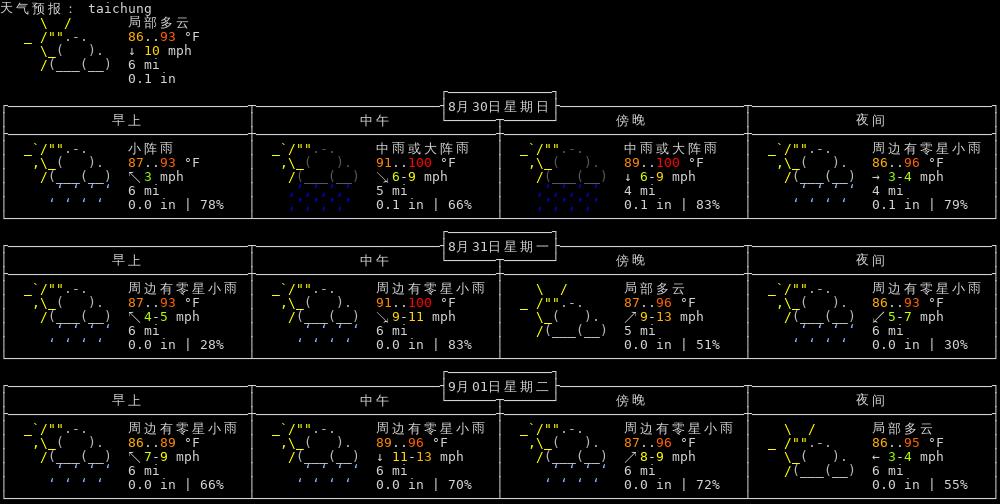 天气预报： taichung
局部多云
86..93 °F
↓ 10 mph
6 mi
0.1 in
8月30日星期日
早上 中午 傍晚 夜间
小阵雨 中雨或大阵雨 中雨或大阵雨 周边有零星小雨
87..93 °F 91..100 °F 89..100 °F 86..96 °F
↖ 3 mph ↘ 6-9 mph ↓ 6-9 mph → 3-4 mph
6 mi 5 mi 4 mi 4 mi
0.0 in | 78% 0.1 in | 66% 0.1 in | 83% 0.1 in | 79%
8月31日星期一
早上 中午 傍晚 夜间
周边有零星小雨 周边有零星小雨 局部多云 周边有零星小雨
87..93 °F 91..100 °F 87..96 °F 86..93 °F
↖ 4-5 mph ↘ 9-11 mph ↗ 9-13 mph ↙ 5-7 mph
6 mi 6 mi 5 mi 6 mi
0.0 in | 28% 0.0 in | 83% 0.0 in | 51% 0.0 in | 30%
9月01日星期二
早上 中午 傍晚 夜间
周边有零星小雨 周边有零星小雨 周边有零星小雨 局部多云
86..89 °F 89..96 °F 87..96 °F 86..95 °F
↖ 7-9 mph ↓ 11-13 mph ↗ 8-9 mph ← 3-4 mph
6 mi 6 mi 6 mi 6 mi
0.0 in | 66% 0.0 in | 70% 0.0 in | 72% 0.0 in | 55%